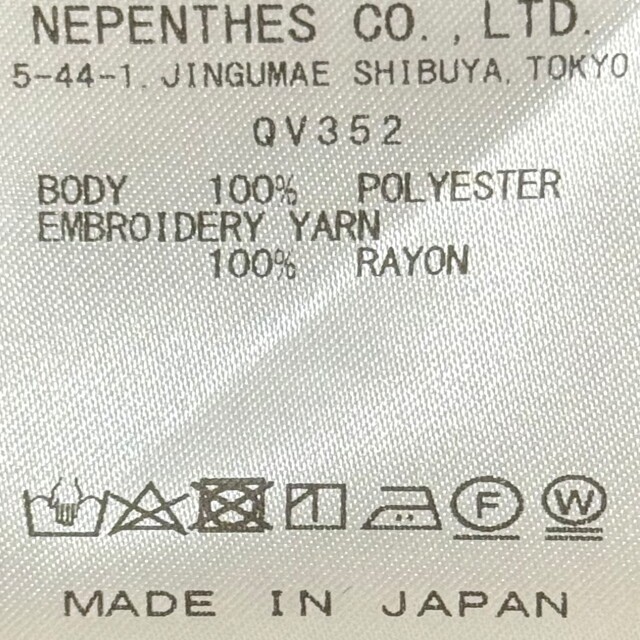 NEPENTHES CO.,LTD.
5-44-1, JINGUMAE SHIBUYA, TOKYO
QV352
BODY 100% POLYESTER
EMBROIDERY YARN
100% RAYON
F W
MADE IN JAPAN